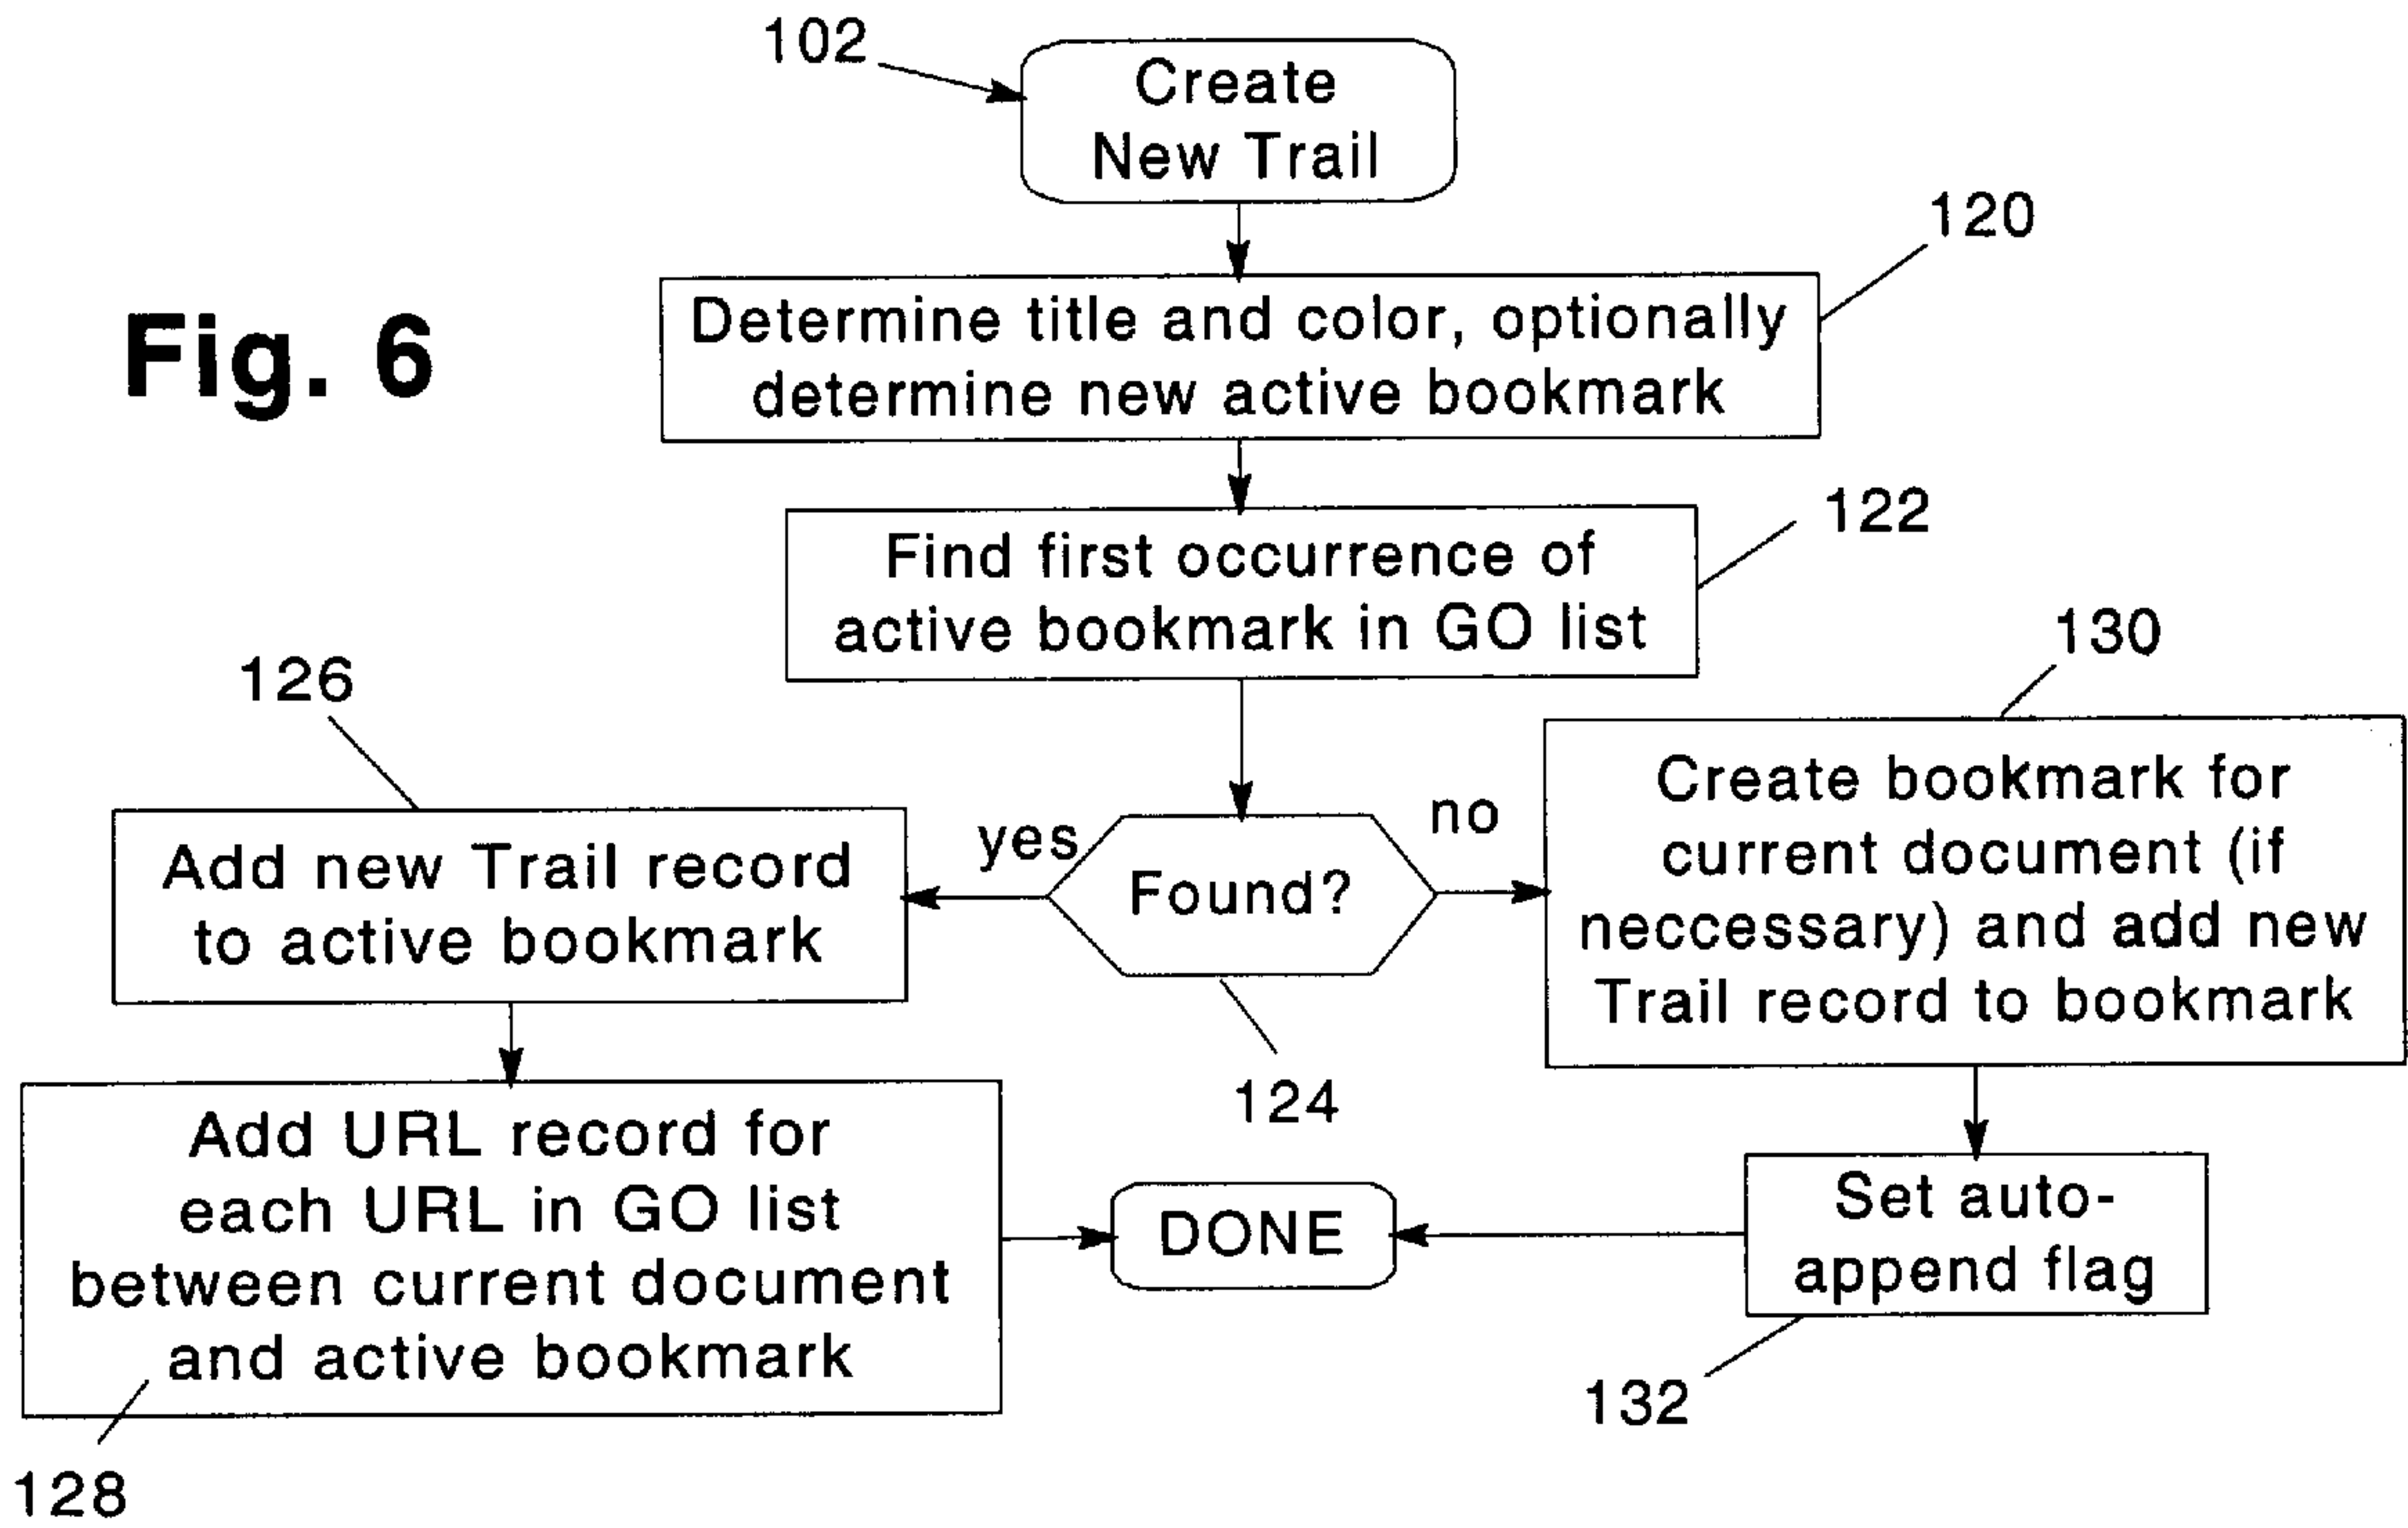 102
Create
New Trail
120
Fig. 6
Determine title and color, optionally
determine new active bookmark
122
Find first occurrence of
active bookmark in GO list
126
130
yes
Found?
no
Add new Trail record
to active bookmark
Create bookmark for
current document (if
neccessary) and add new
Trail record to bookmark
124
Add URL record for
each URL in GO list
between current document
and active bookmark
DONE
Set auto-
append flag
132
128